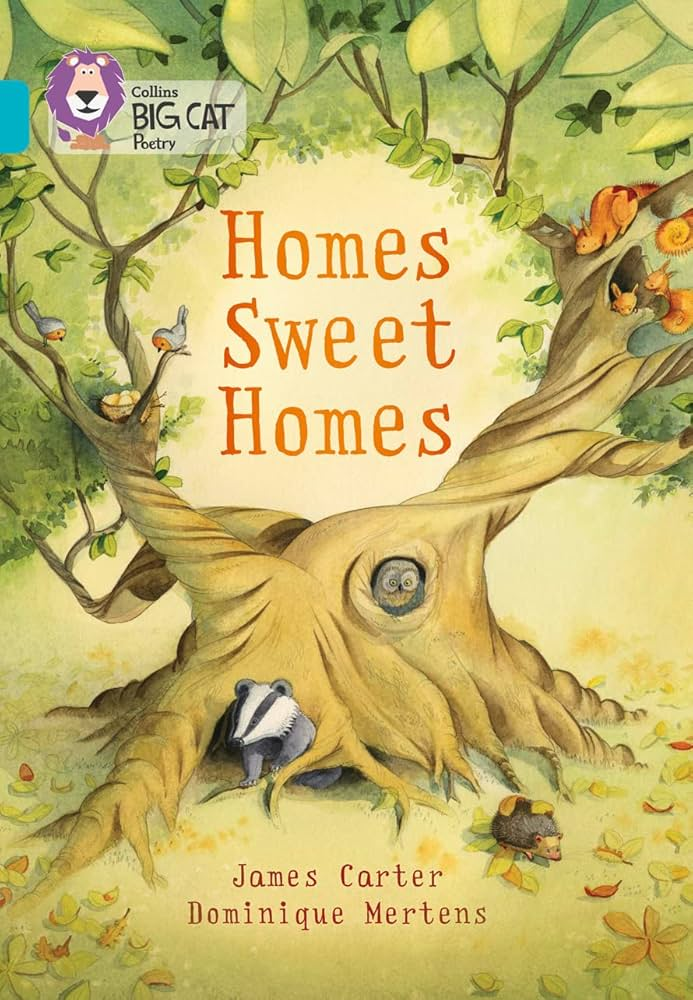 Collins
BIG CAT
Poetry
Homes
Sweet
Homes
James Carter
Dominique Mertens